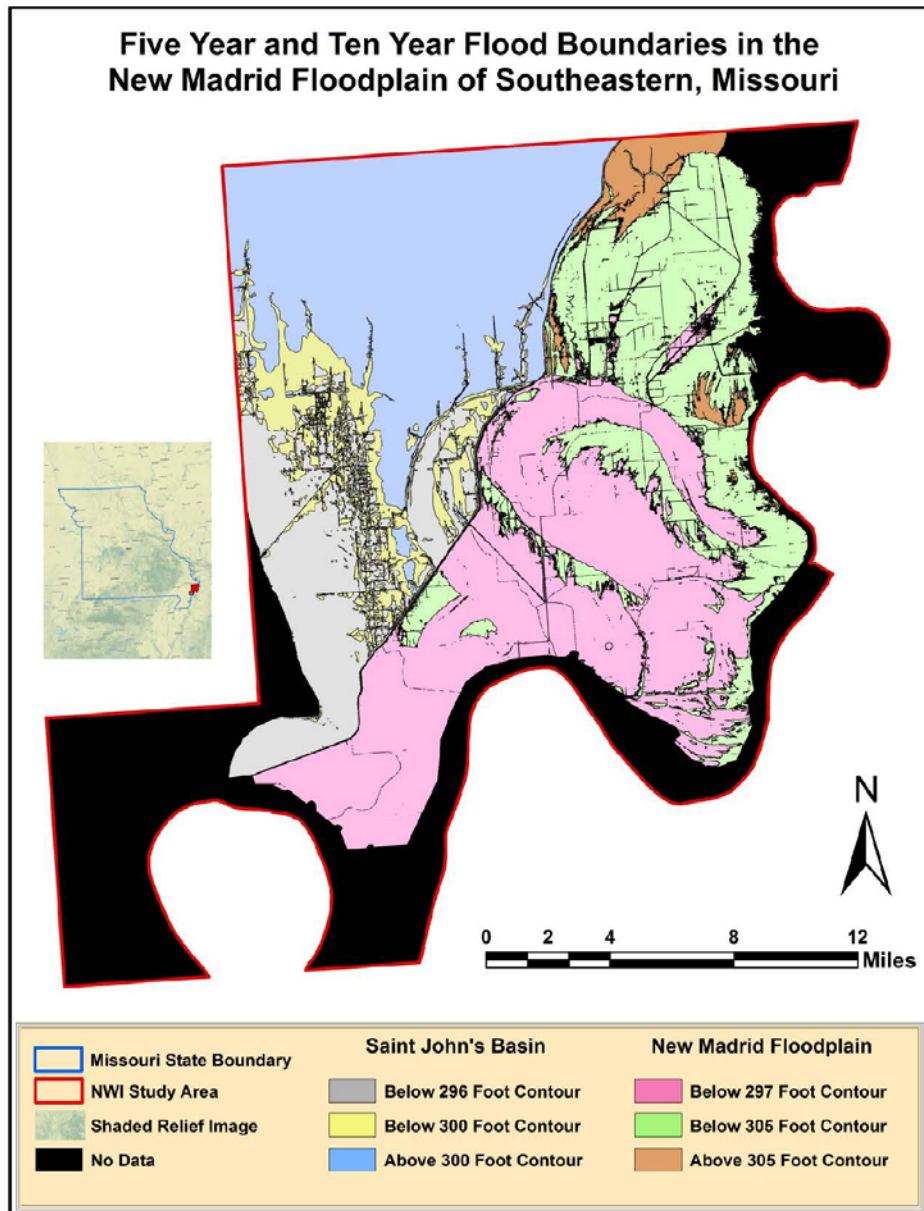 Five Year and Ten Year Flood Boundaries in the
New Madrid Floodplain of Southeastern, Missouri
N
0 2 4 8 12
Miles
Missouri State Boundary
NWI Study Area
Shaded Relief Image
No Data
Saint John's Basin
Below 296 Foot Contour
Below 300 Foot Contour
Above 300 Foot Contour
New Madrid Floodplain
Below 297 Foot Contour
Below 305 Foot Contour
Above 305 Foot Contour